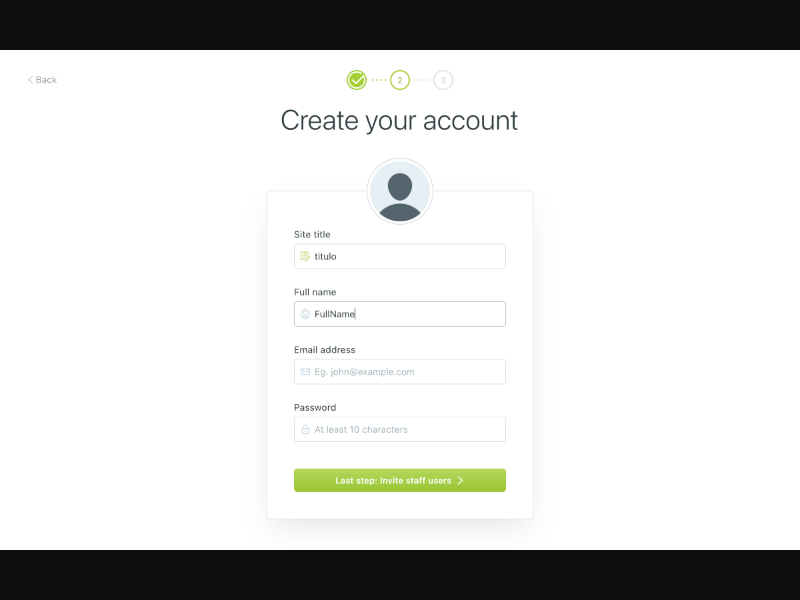 Back
2
3
Create your account
Site title
titulo
Full name
FullName
Email address
Eg. john@example.com
Password
At least 10 characters
Last step: Invite staff users